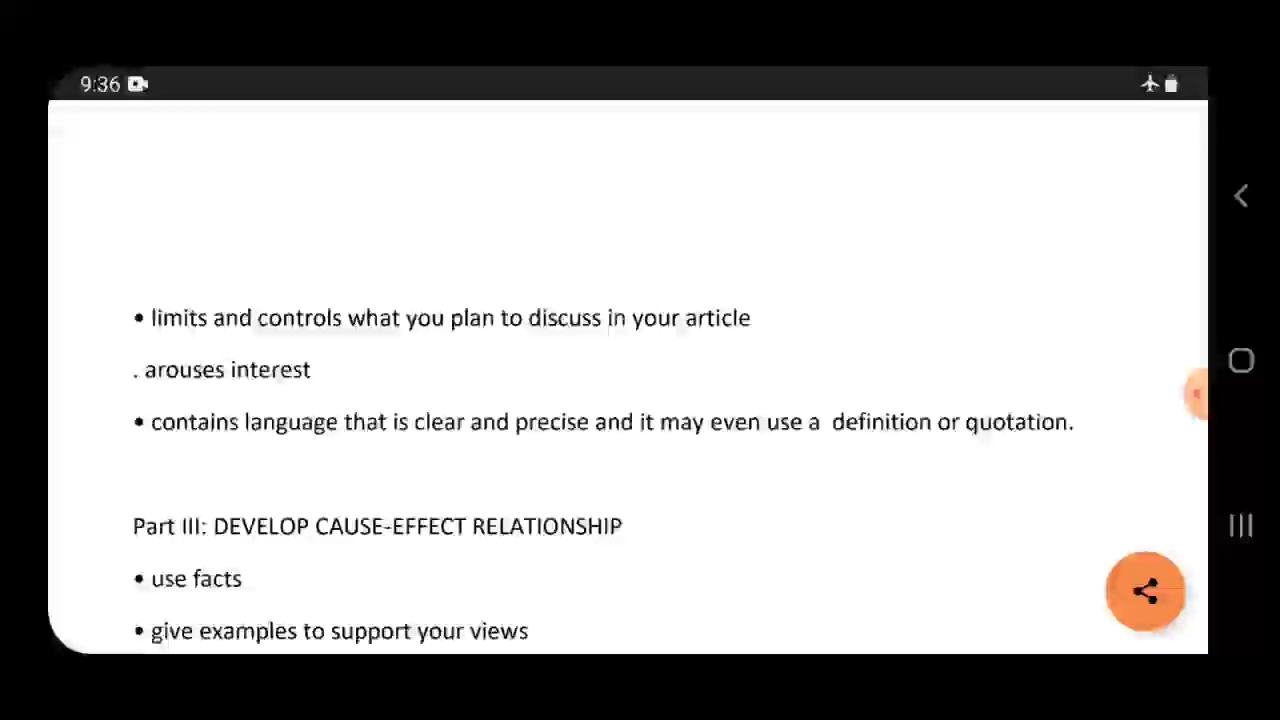 9:36
• limits and controls what you plan to discuss in your article
. arouses interest
• contains language that is clear and precise and it may even use a  definition or quotation.
Part III: DEVELOP CAUSE-EFFECT RELATIONSHIP
• use facts
• give examples to support your views